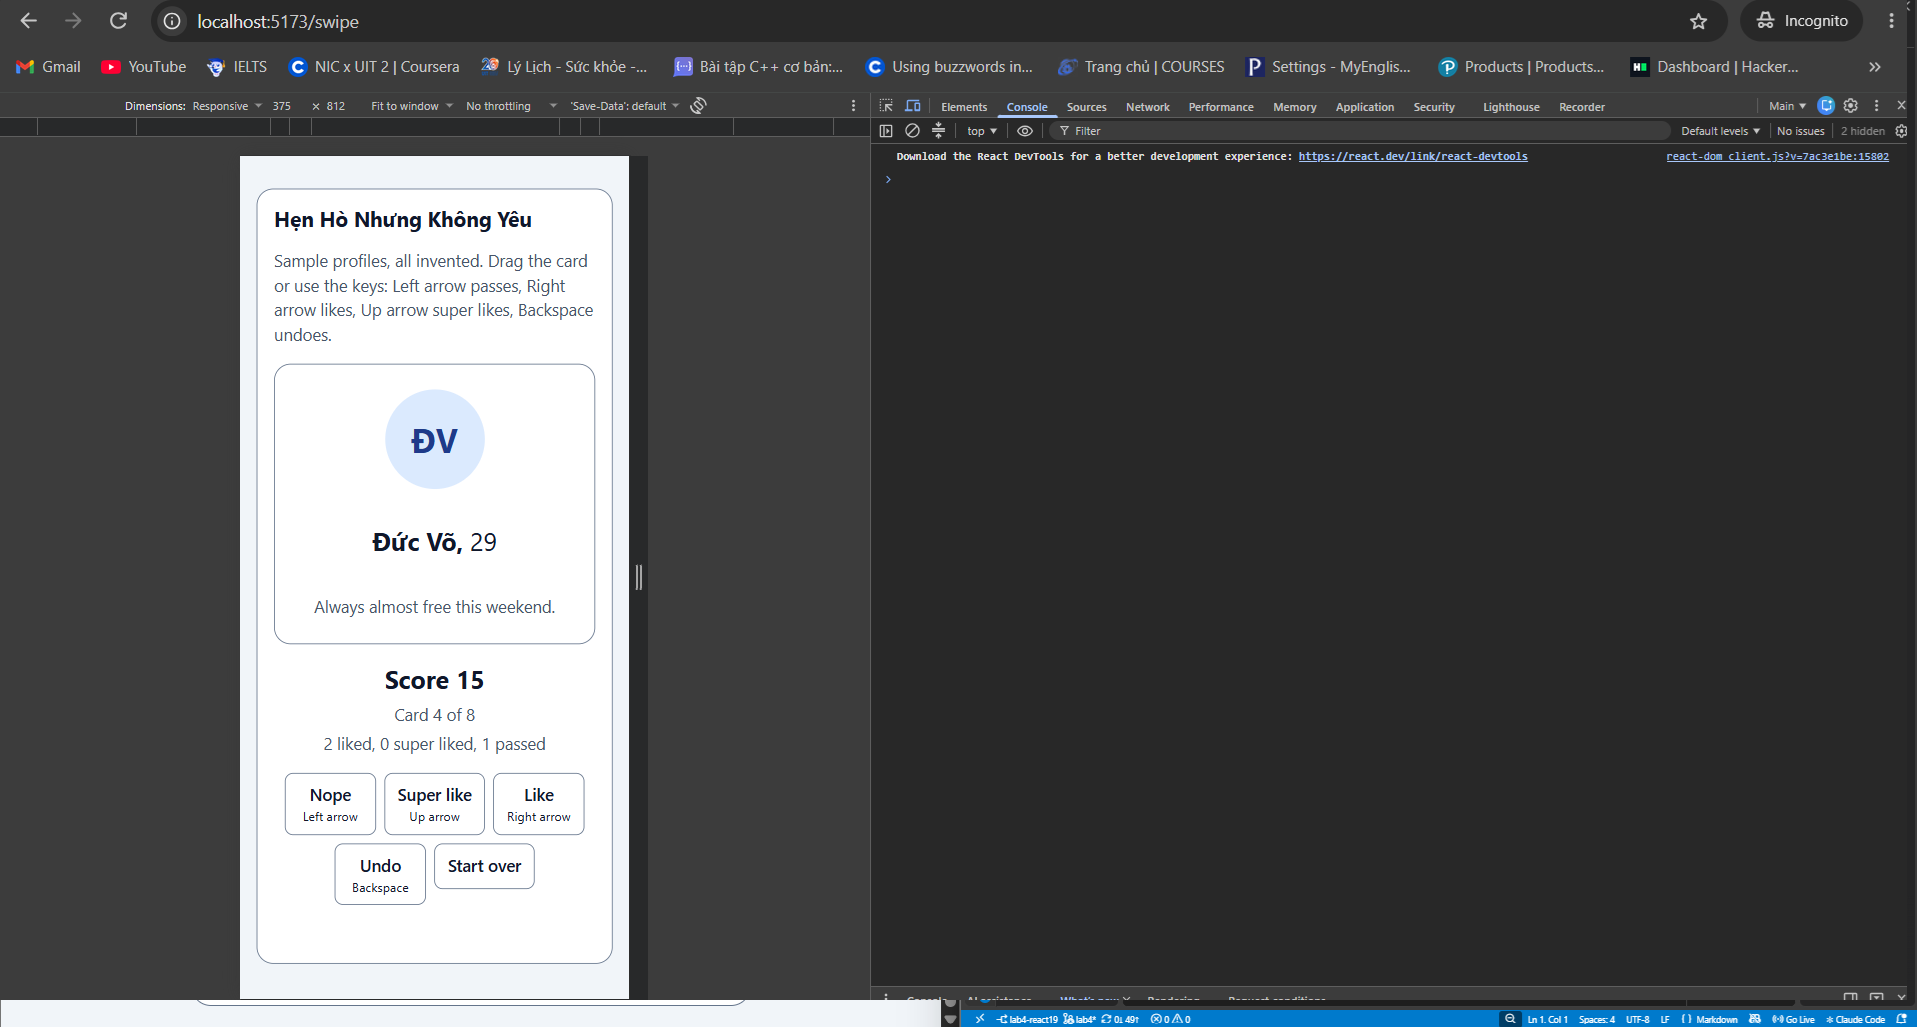 localhost:5173/swipe
Incognito
Gmail
YouTube
IELTS
NIC x UIT 2 | Coursera
Lý Lịch - Sức khỏe -...
Bài tập C++ cơ bản:...
Using buzzwords in...
Trang chủ | COURSES
Settings - MyEnglis...
Products | Products...
Dashboard | Hacker...
Dimensions: Responsive 375 × 812 Fit to window No throttling 'Save-Data': default
Elements Console Sources Network Performance Memory Application Security Lighthouse Recorder Main
top Filter Default levels No issues 2 hidden
Download the React DevTools for a better development experience: https://react.dev/link/react-devtools react-dom_client.js?v=7ac3e1be:15802
Hẹn Hò Nhưng Không Yêu
Sample profiles, all invented. Drag the card
or use the keys: Left arrow passes, Right
arrow likes, Up arrow super likes, Backspace
undoes.
ĐV
Đức Võ, 29
Always almost free this weekend.
Score 15
Card 4 of 8
2 liked, 0 super liked, 1 passed
Nope
Left arrow
Super like
Up arrow
Like
Right arrow
Undo
Backspace
Start over
lab4-react19 lab4* 0↓ 49↑ 0 0 Ln 1, Col 1 Spaces: 4 UTF-8 LF { } Markdown Go Live Claude Code